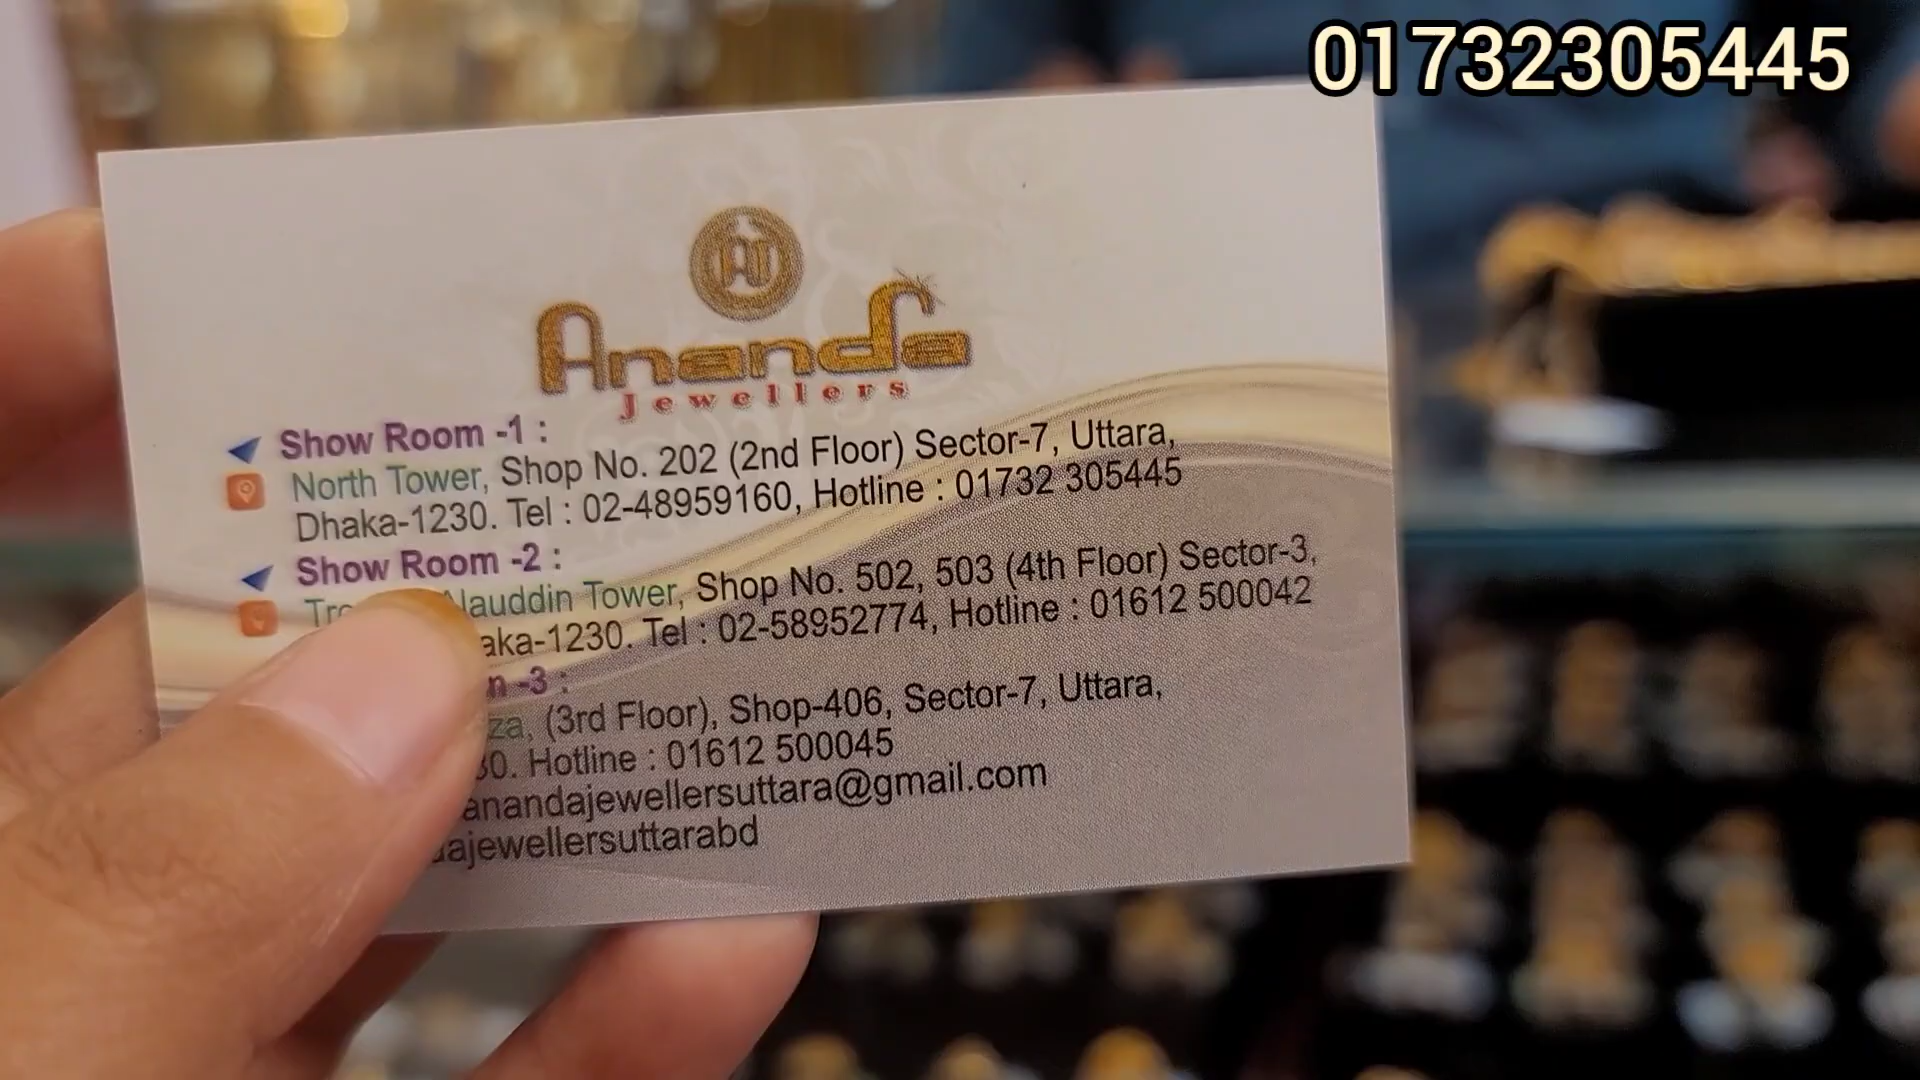 01732305445
Ananda
Jewellers
Show Room -1 :
North Tower, Shop No. 202 (2nd Floor) Sector-7, Uttara,
Dhaka-1230. Tel : 02-48959160, Hotline : 01732 305445
Show Room -2 :
Alauddin Tower, Shop No. 502, 503 (4th Floor) Sector-3,
1230. Tel : 02-58952774, Hotline : 01612 500042
-3 :
(3rd Floor), Shop-406, Sector-7, Uttara,
Hotline : 01612 500045
anandajewellersuttara@gmail.com